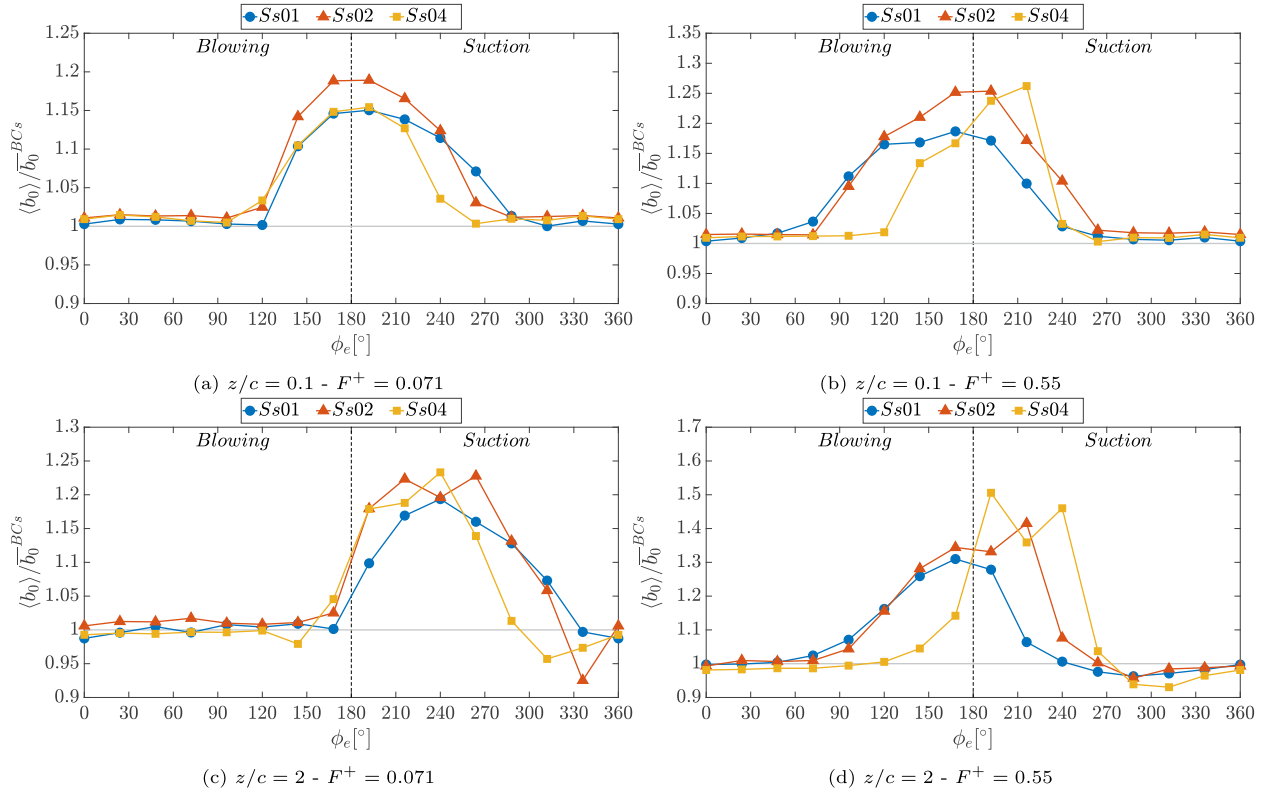 Ss01 Ss02 Ss04
Blowing Suction
1.25
1.2
1.15
1.1
1.05
1
0.95
0.9
⟨b₀⟩/b̅₀^BCs
0 30 60 90 120 150 180 210 240 270 300 330 360
ϕₑ[°]
(a) z/c = 0.1 - F⁺ = 0.071
Ss01 Ss02 Ss04
Blowing Suction
1.35
1.3
1.25
1.2
1.15
1.1
1.05
1
0.95
0.9
⟨b₀⟩/b̅₀^BCs
0 30 60 90 120 150 180 210 240 270 300 330 360
ϕₑ[°]
(b) z/c = 0.1 - F⁺ = 0.55
Ss01 Ss02 Ss04
Blowing Suction
1.3
1.25
1.2
1.15
1.1
1.05
1
0.95
0.9
⟨b₀⟩/b̅₀^BCs
0 30 60 90 120 150 180 210 240 270 300 330 360
ϕₑ[°]
(c) z/c = 2 - F⁺ = 0.071
Ss01 Ss02 Ss04
Blowing Suction
1.7
1.6
1.5
1.4
1.3
1.2
1.1
1
0.9
⟨b₀⟩/b̅₀^BCs
0 30 60 90 120 150 180 210 240 270 300 330 360
ϕₑ[°]
(d) z/c = 2 - F⁺ = 0.55